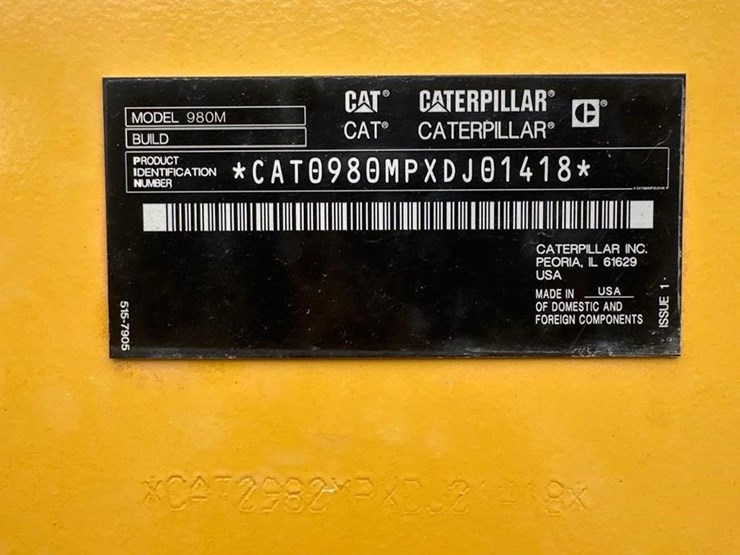 CAT® CATERPILLAR®
CAT® CATERPILLAR®
MODEL 980M
BUILD
PRODUCT
IDENTIFICATION
NUMBER
*CAT0980MPXDJ01418*
CATERPILLAR INC.
PEORIA, IL 61629
USA
MADE IN USA
OF DOMESTIC AND
FOREIGN COMPONENTS
ISSUE 1
515-7905
*CAT0980MPXDJ01418*